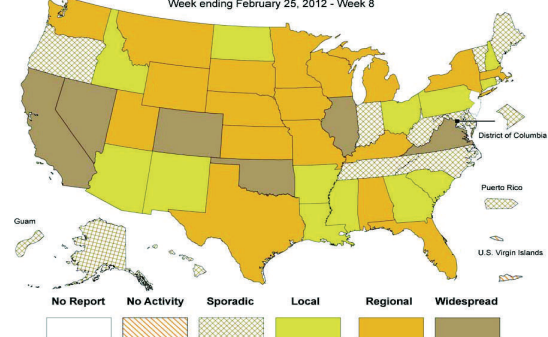 Week ending February 25, 2012 - Week 8
District of Columbia
Puerto Rico
Guam
U.S. Virgin Islands
No Report No Activity Sporadic Local Regional Widespread